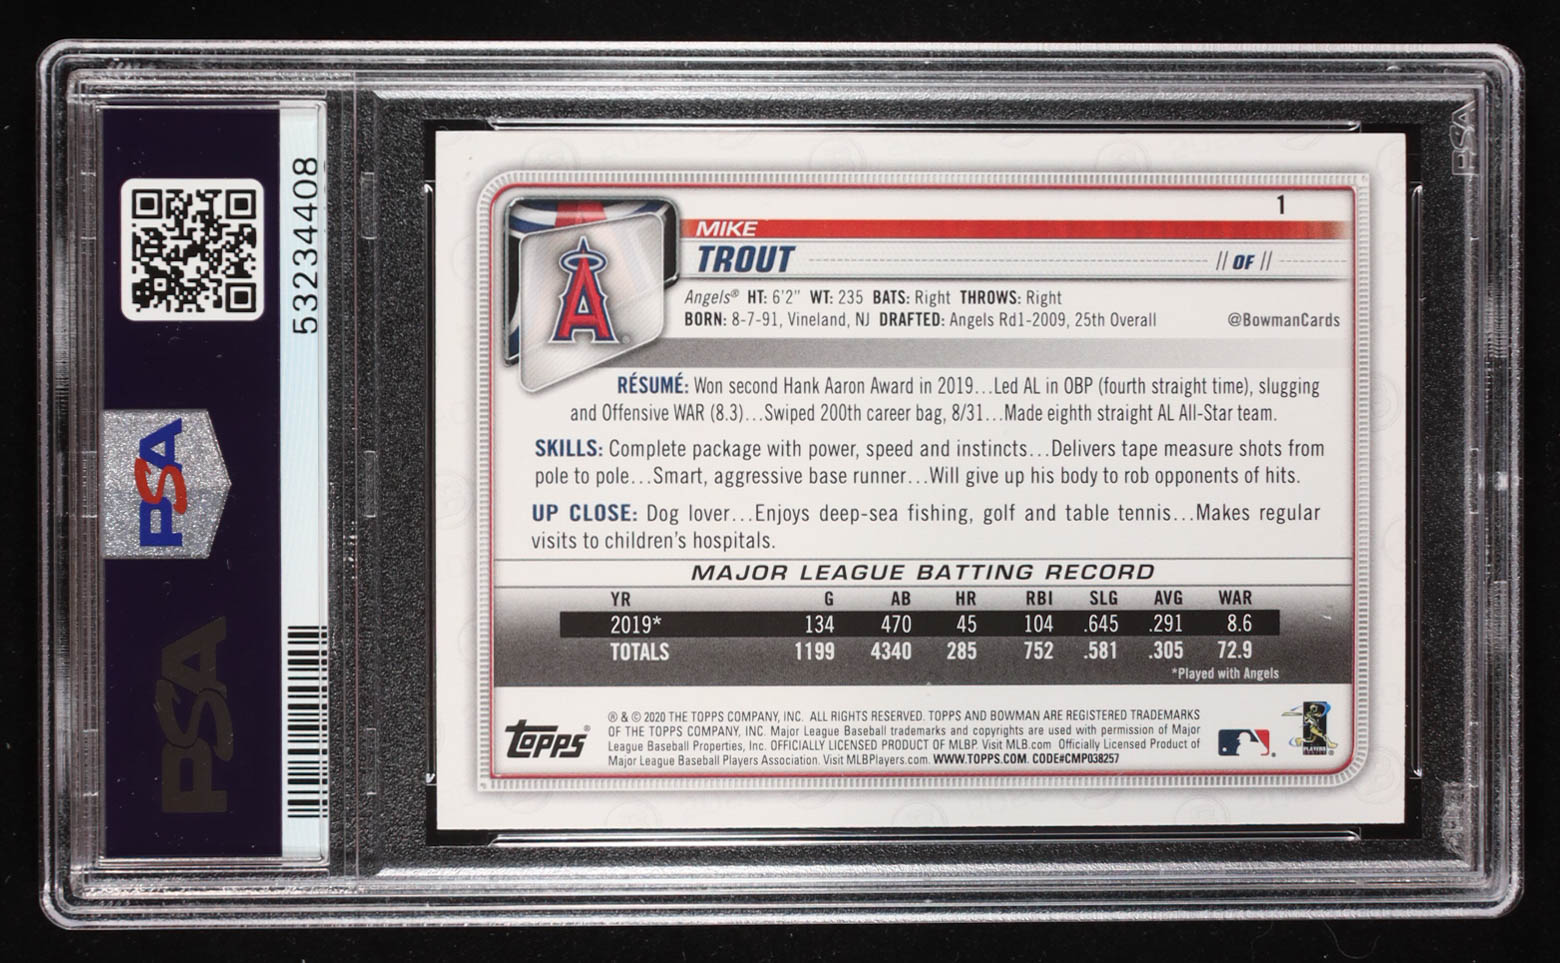 53234408
PSA
PSA
PSA
1
MIKE
TROUT
// OF //
Angels® HT: 6'2" WT: 235 BATS: Right THROWS: Right
BORN: 8-7-91, Vineland, NJ DRAFTED: Angels Rd1-2009, 25th Overall
@BowmanCards
A
RÉSUMÉ: Won second Hank Aaron Award in 2019...Led AL in OBP (fourth straight time), slugging
and Offensive WAR (8.3)...Swiped 200th career bag, 8/31...Made eighth straight AL All-Star team.
SKILLS: Complete package with power, speed and instincts...Delivers tape measure shots from
pole to pole...Smart, aggressive base runner...Will give up his body to rob opponents of hits.
UP CLOSE: Dog lover...Enjoys deep-sea fishing, golf and table tennis...Makes regular
visits to children's hospitals.
MAJOR LEAGUE BATTING RECORD
YR G AB HR RBI SLG AVG WAR
2019* 134 470 45 104 .645 .291 8.6
TOTALS 1199 4340 285 752 .581 .305 72.9
*Played with Angels
TOPPS®
® & © 2020 THE TOPPS COMPANY, INC. ALL RIGHTS RESERVED. TOPPS AND BOWMAN ARE REGISTERED TRADEMARKS
OF THE TOPPS COMPANY, INC. Major League Baseball trademarks and copyrights are used with permission of Major
League Baseball Properties, Inc. OFFICIALLY LICENSED PRODUCT OF MLBP. Visit MLB.com Officially Licensed Product of
Major League Baseball Players Association. Visit MLBPlayers.com. WWW.TOPPS.COM. CODE#CMP038257
PLAYERS